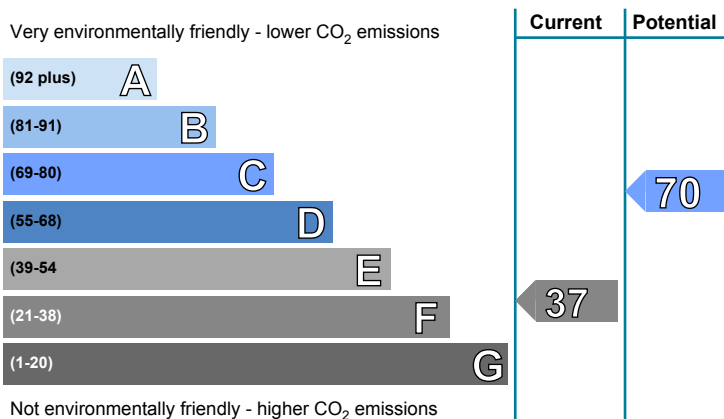 Current Potential
Very environmentally friendly - lower CO2 emissions
(92 plus) A
(81-91) B
(69-80) C
70
(55-68) D
(39-54 E
37
(21-38) F
(1-20) G
Not environmentally friendly - higher CO2 emissions